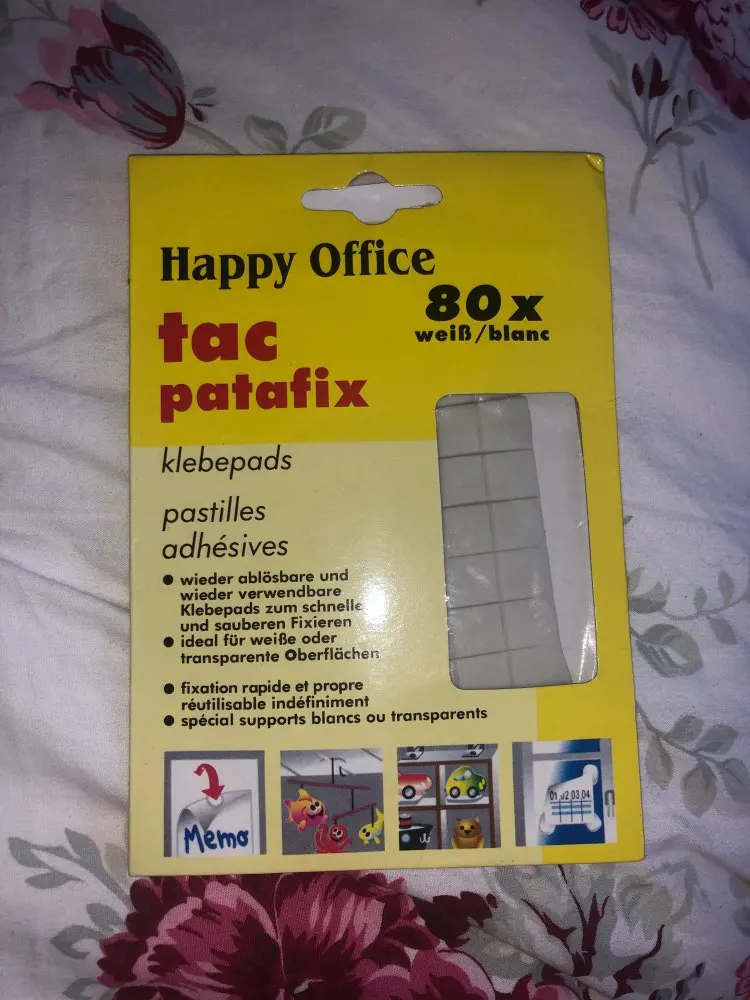 Happy Office
80x
weiß/blanc
tac
patafix
klebepads
pastilles
adhésives
• wieder ablösbare und
wieder verwendbare
Klebepads zum schnelle
und sauberen Fixieren
• ideal für weiße oder
transparente Oberflächen
• fixation rapide et propre
réutilisable indéfiniment
• spécial supports blancs ou transparents
Memo
01 02 03 04